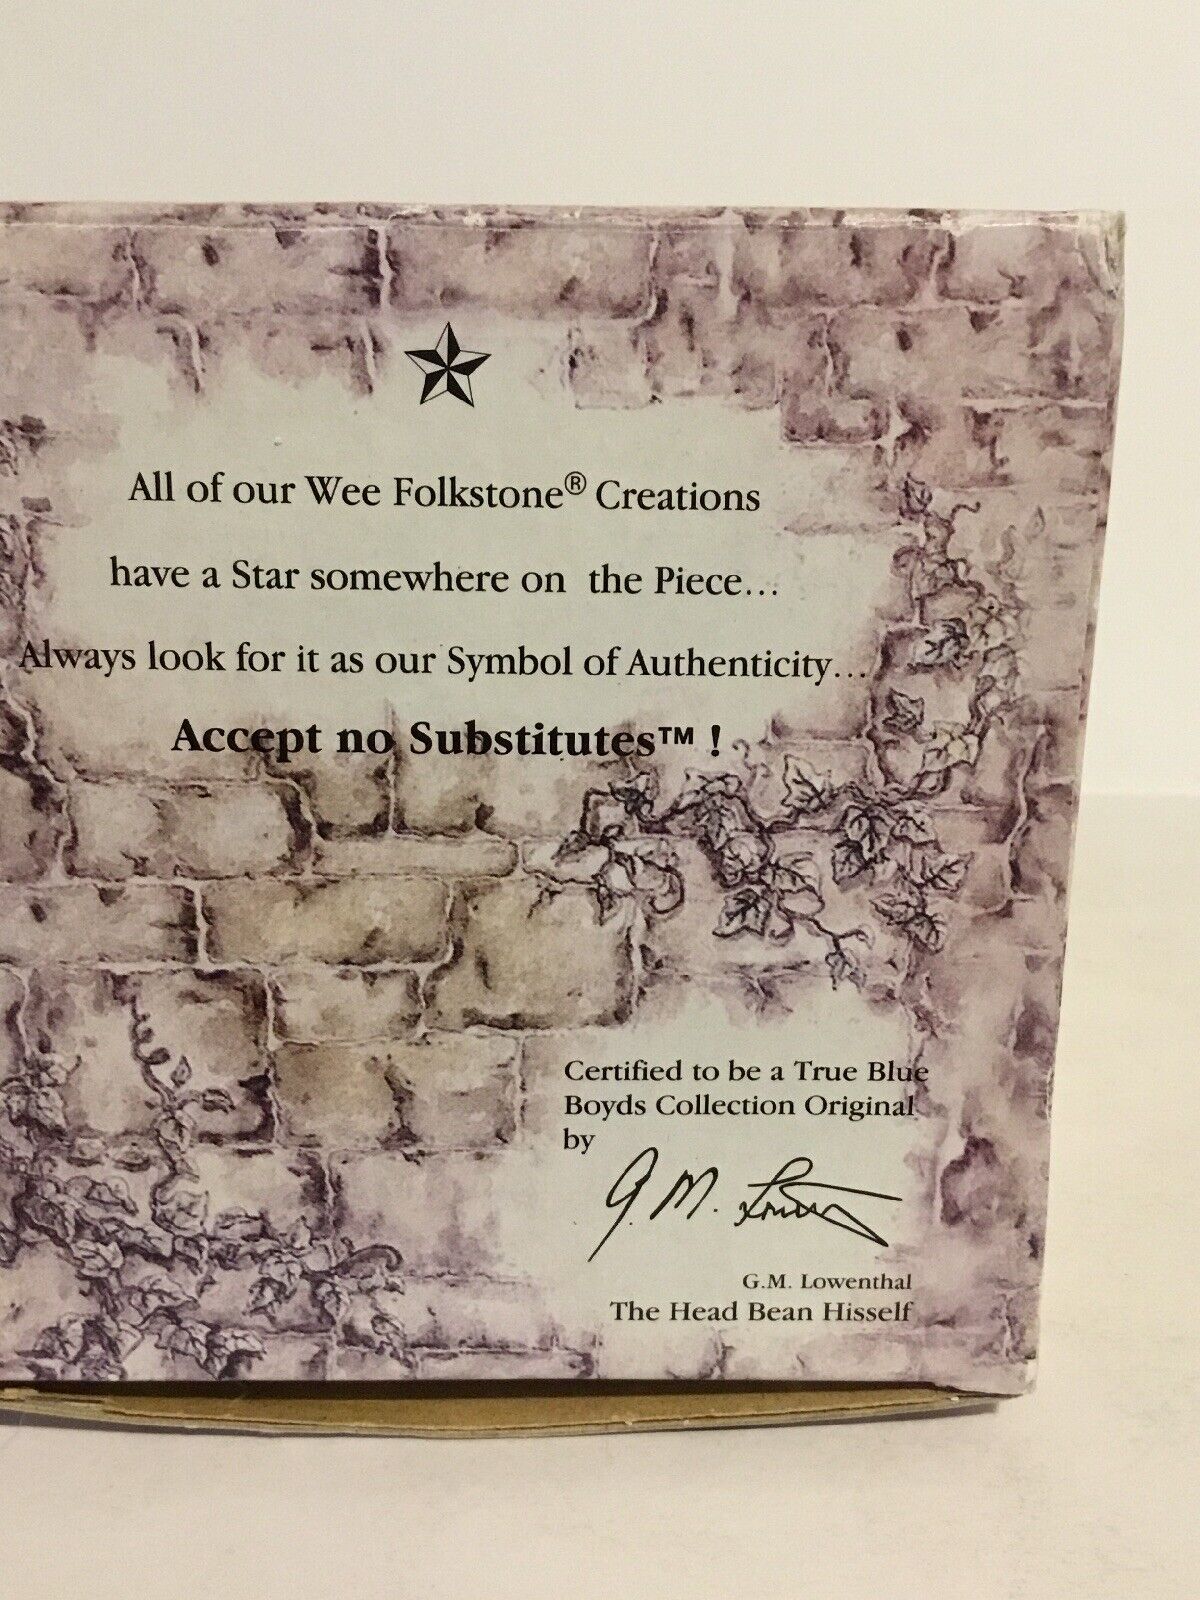 All of our Wee Folkstone® Creations
have a Star somewhere on the Piece...
Always look for it as our Symbol of Authenticity...
Accept no Substitutes™ !
Certified to be a True Blue
Boyds Collection Original
by
G.M. Lowenthal
G.M. Lowenthal
The Head Bean Hisself